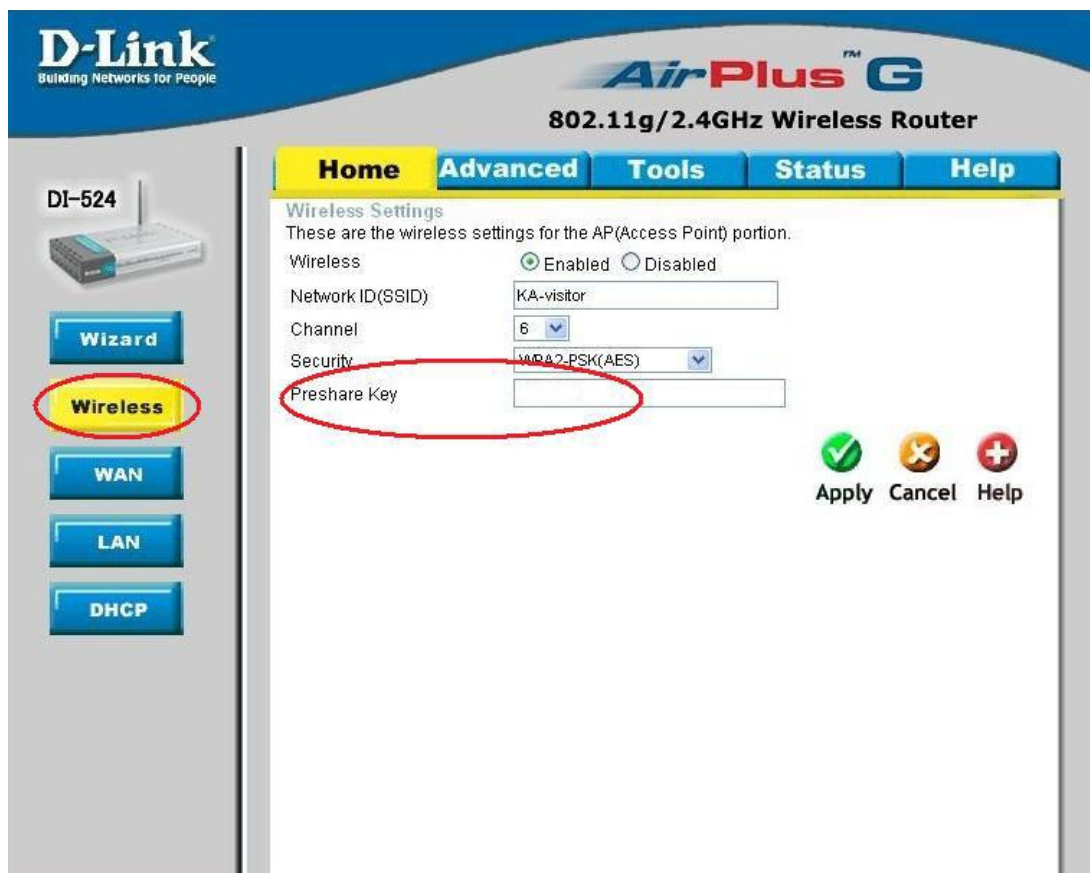 D-Link
Building Networks for People
AirPlus™ G
802.11g/2.4GHz Wireless Router
Home Advanced Tools Status Help
DI-524
Wizard
Wireless
WAN
LAN
DHCP
Wireless Settings
These are the wireless settings for the AP(Access Point) portion.
Wireless Enabled Disabled
Network ID(SSID) KA-visitor
Channel 6
Security WPA2-PSK(AES)
Preshare Key
Apply Cancel Help